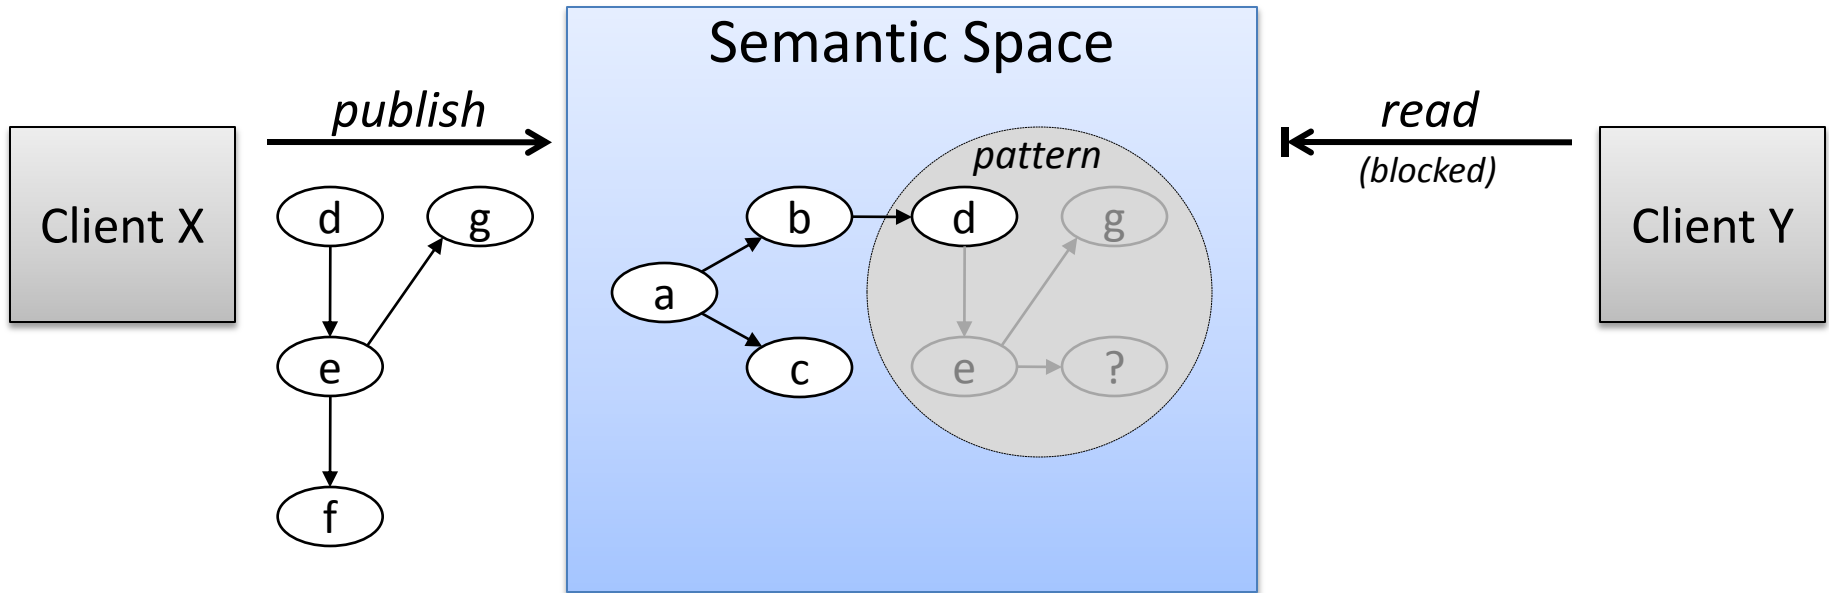 Semantic Space
publish
read
(blocked)
Client X
Client Y
pattern
d
g
b
d
g
a
e
c
e
?
f